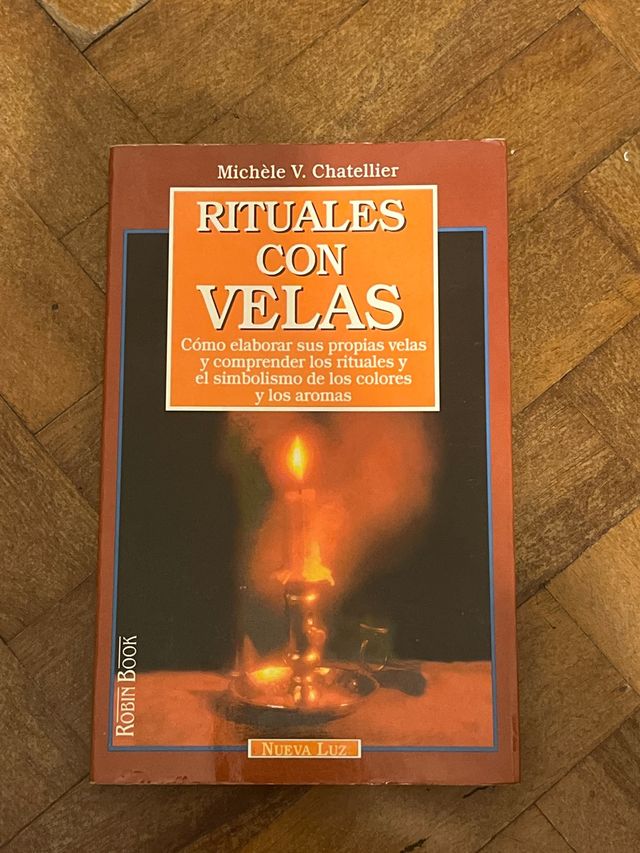 Michèle V. Chatellier
RITUALES
CON
VELAS
Cómo elaborar sus propias velas
y comprender los rituales y
el simbolismo de los colores
y los aromas
ROBIN BOOK
NUEVA LUZ